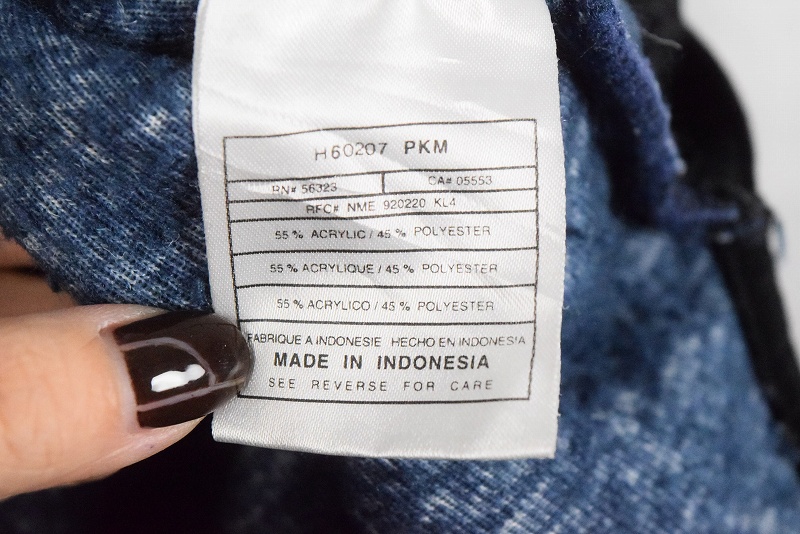 H60207 PKM
RN# 56323 CA# 05553
RFC# NME 920220 KL4
55 % ACRYLIC / 45 % POLYESTER
55 % ACRYLIQUE / 45 % POLYESTER
55 % ACRYLICO / 45 % POLYESTER
FABRIQUE A INDONESIE HECHO EN INDONESIA
MADE IN INDONESIA
SEE REVERSE FOR CARE